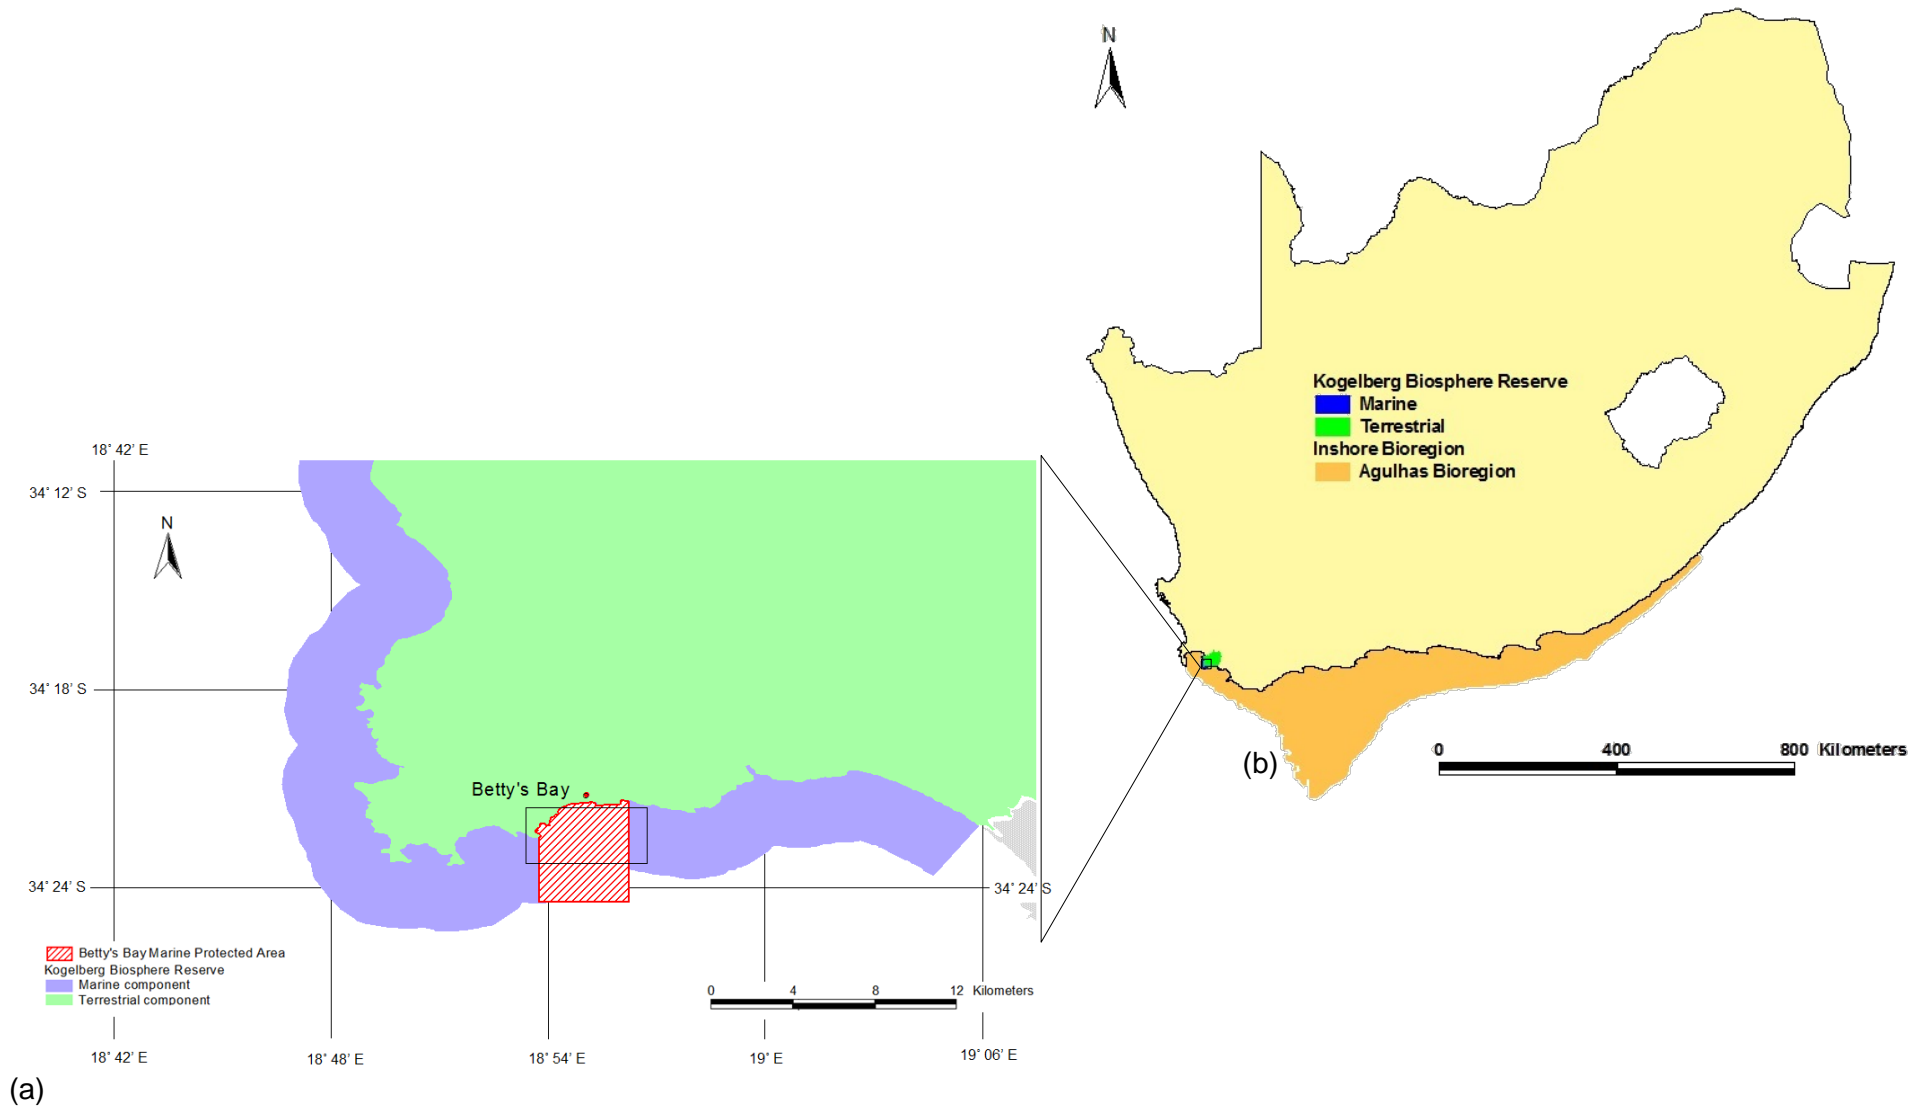 N
Kogelberg Biosphere Reserve
Marine
Terrestrial
Inshore Bioregion
Agulhas Bioregion
0 400 800 Kilometers
(b)
18° 42' E
34° 12' S
N
34° 18' S
Betty's Bay
34° 24' S
34° 24' S
Betty's Bay Marine Protected Area
Kogelberg Biosphere Reserve
Marine component
Terrestrial component
0 4 8 12 Kilometers
18° 42' E 18° 48' E 18° 54' E 19° E 19° 06' E
(a)